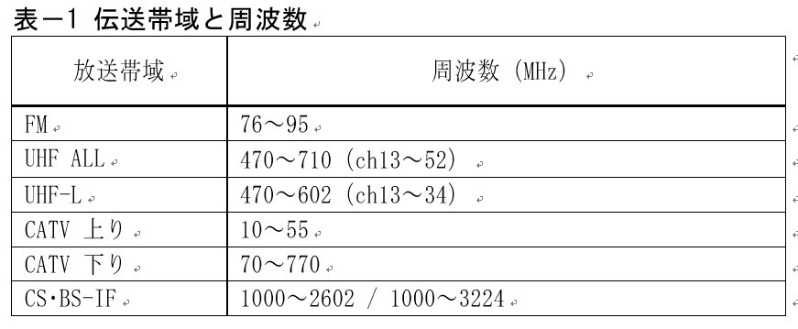 表－1 伝送帯域と周波数
放送帯域 周波数 (MHz)
FM 76～95
UHF ALL 470～710 (ch13～52)
UHF-L 470～602 (ch13～34)
CATV 上り 10～55
CATV 下り 70～770
CS・BS-IF 1000～2602 / 1000～3224